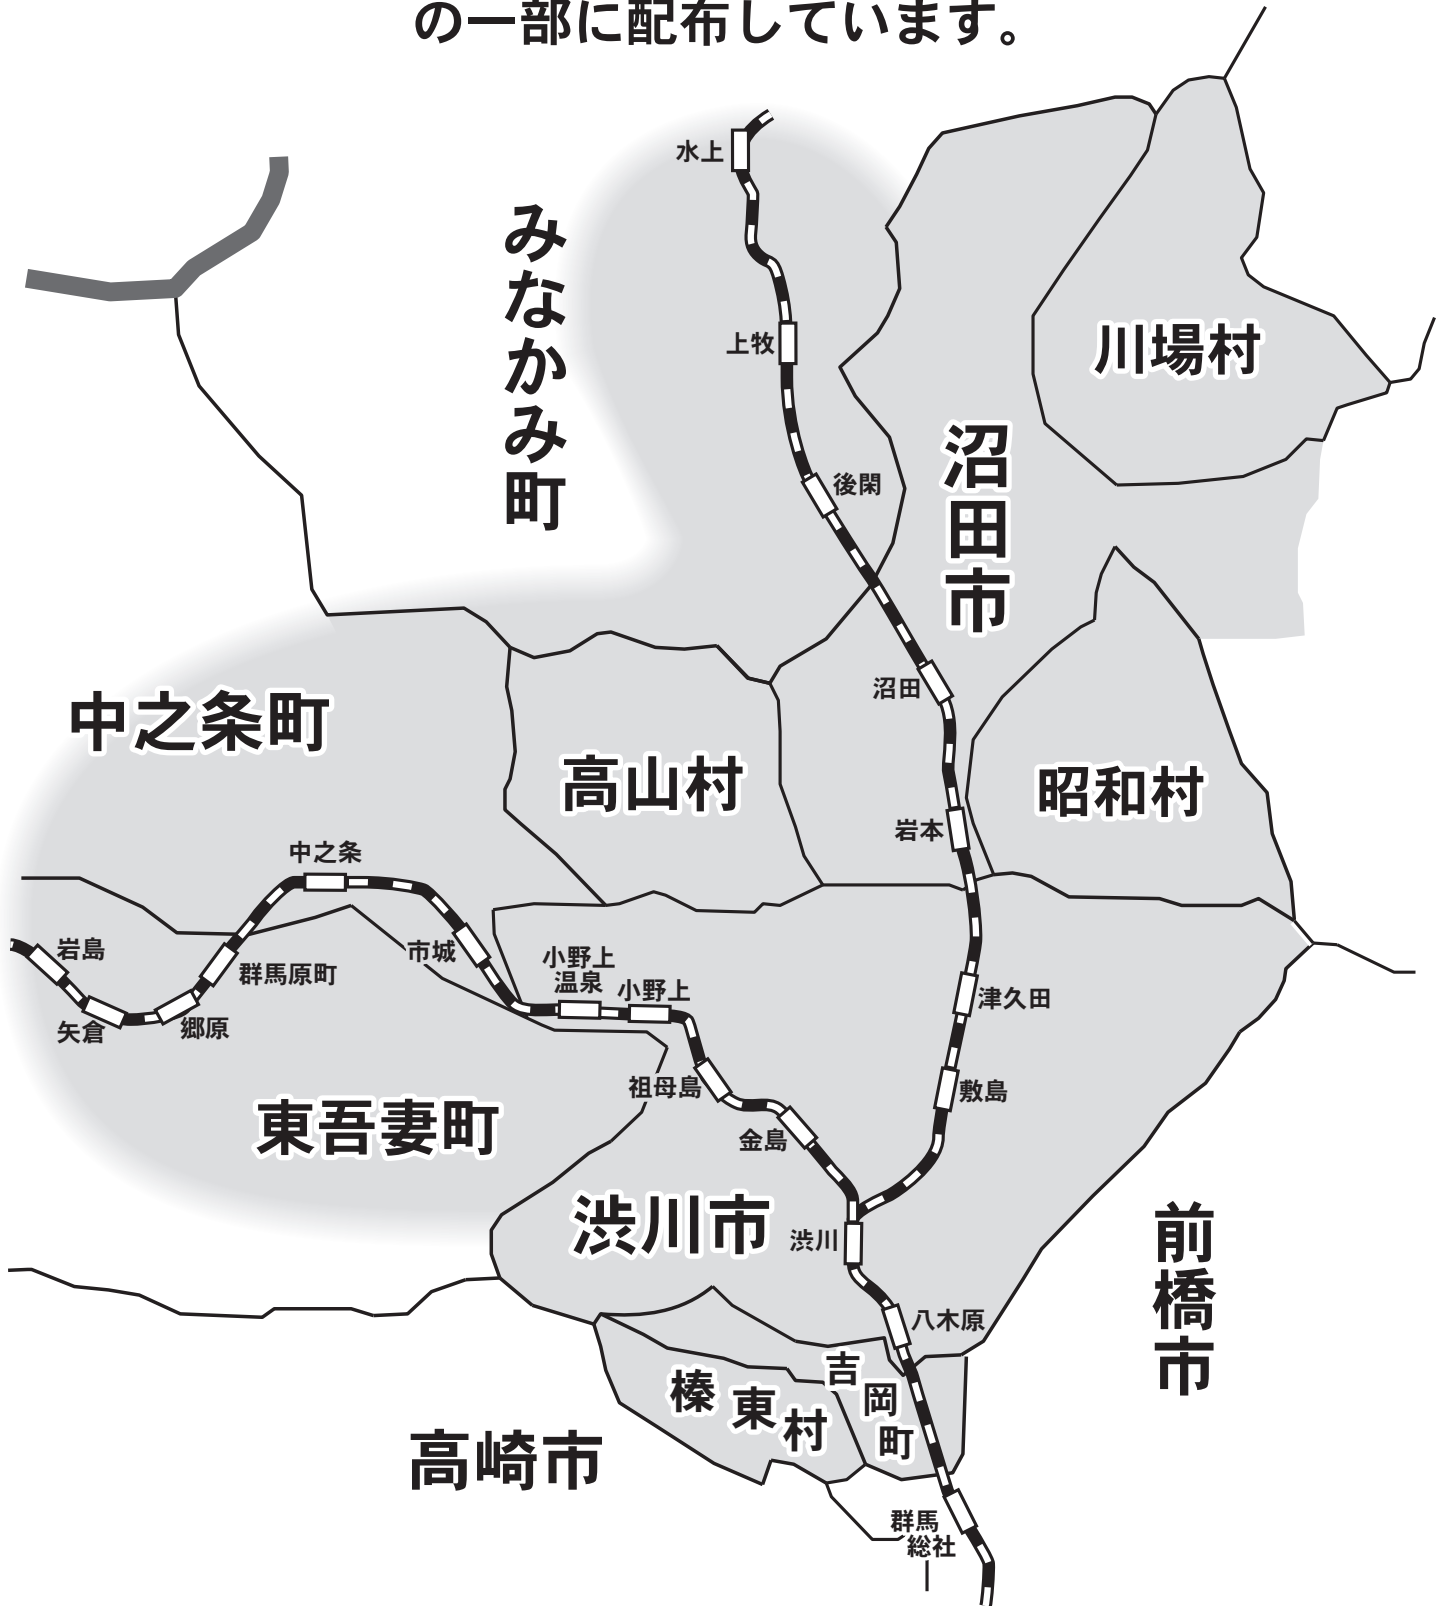 の一部に配布しています。
水上
みなかみ町
上牧
川場村
沼田市
後閑
沼田
中之条町
高山村
昭和村
岩本
中之条
市城
岩島
群馬原町
小野上
温泉
小野上
矢倉
郷原
津久田
祖母島
敷島
東吾妻町
金島
渋川市
渋川
前橋市
八木原
吉岡町
榛東村
高崎市
群馬
総社